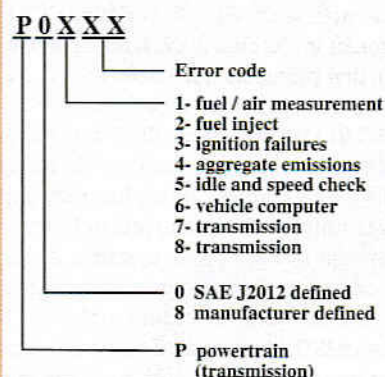 P 0 X X X
Error code
1- fuel / air measurement
2- fuel inject
3- ignition failures
4- aggregate emissions
5- idle and speed check
6- vehicle computer
7- transmission
8- transmission
0 SAE J2012 defined
8 manufacturer defined
P powertrain
(transmission)